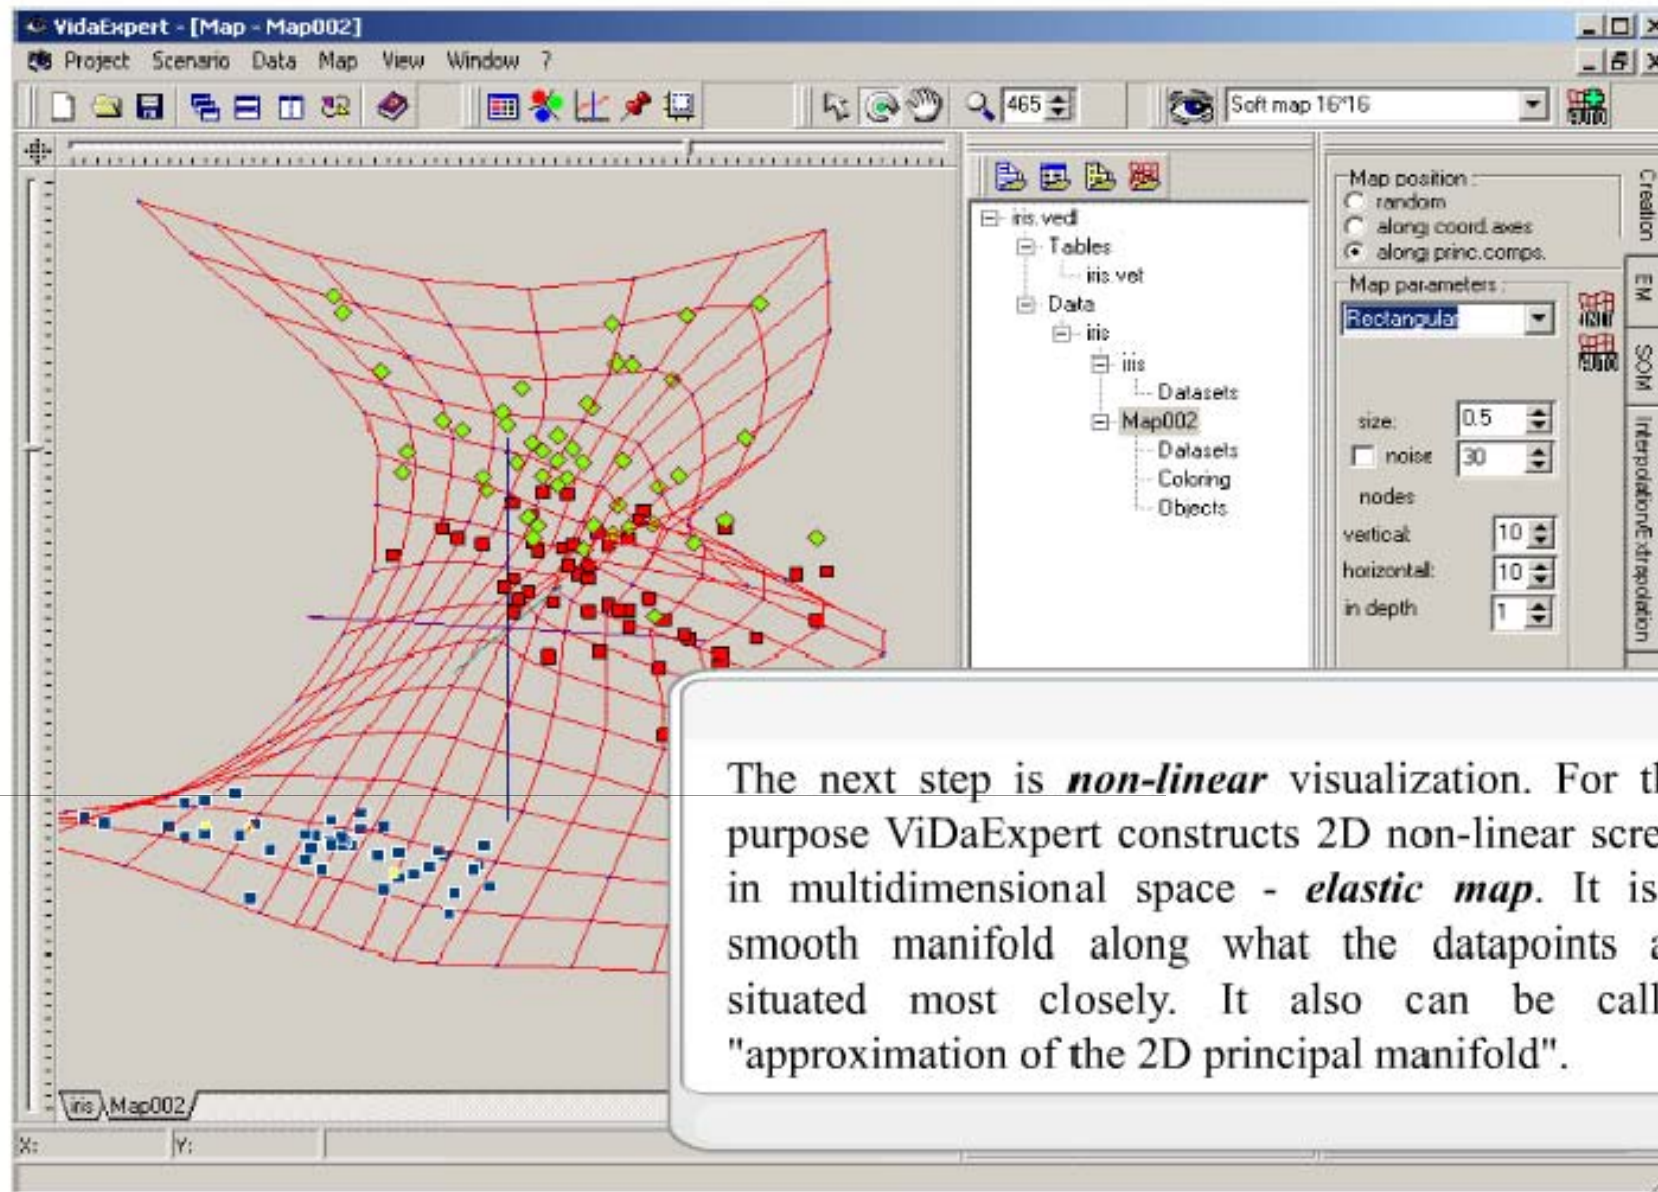 VidaExpert - [Map - Map002]
Project Scenario Data Map View Window ?
465
Soft map 16*16
iris.vedl
Tables
iris.vet
Data
iris
iris
Datasets
Map002
Datasets
Coloring
Objects
Map position :
random
along coord.axes
along princ.comps.
Map parameters :
Rectangular
size: 0.5
noise 30
nodes
vertical: 10
horizontal: 10
in depth 1
Creation
EM
SOM
Interpolation/Extrapolation
The next step is non-linear visualization. For th
purpose ViDaExpert constructs 2D non-linear scre
in multidimensional space - elastic map. It is
smooth manifold along what the datapoints a
situated most closely. It also can be call
"approximation of the 2D principal manifold".
iris Map002
X: Y: